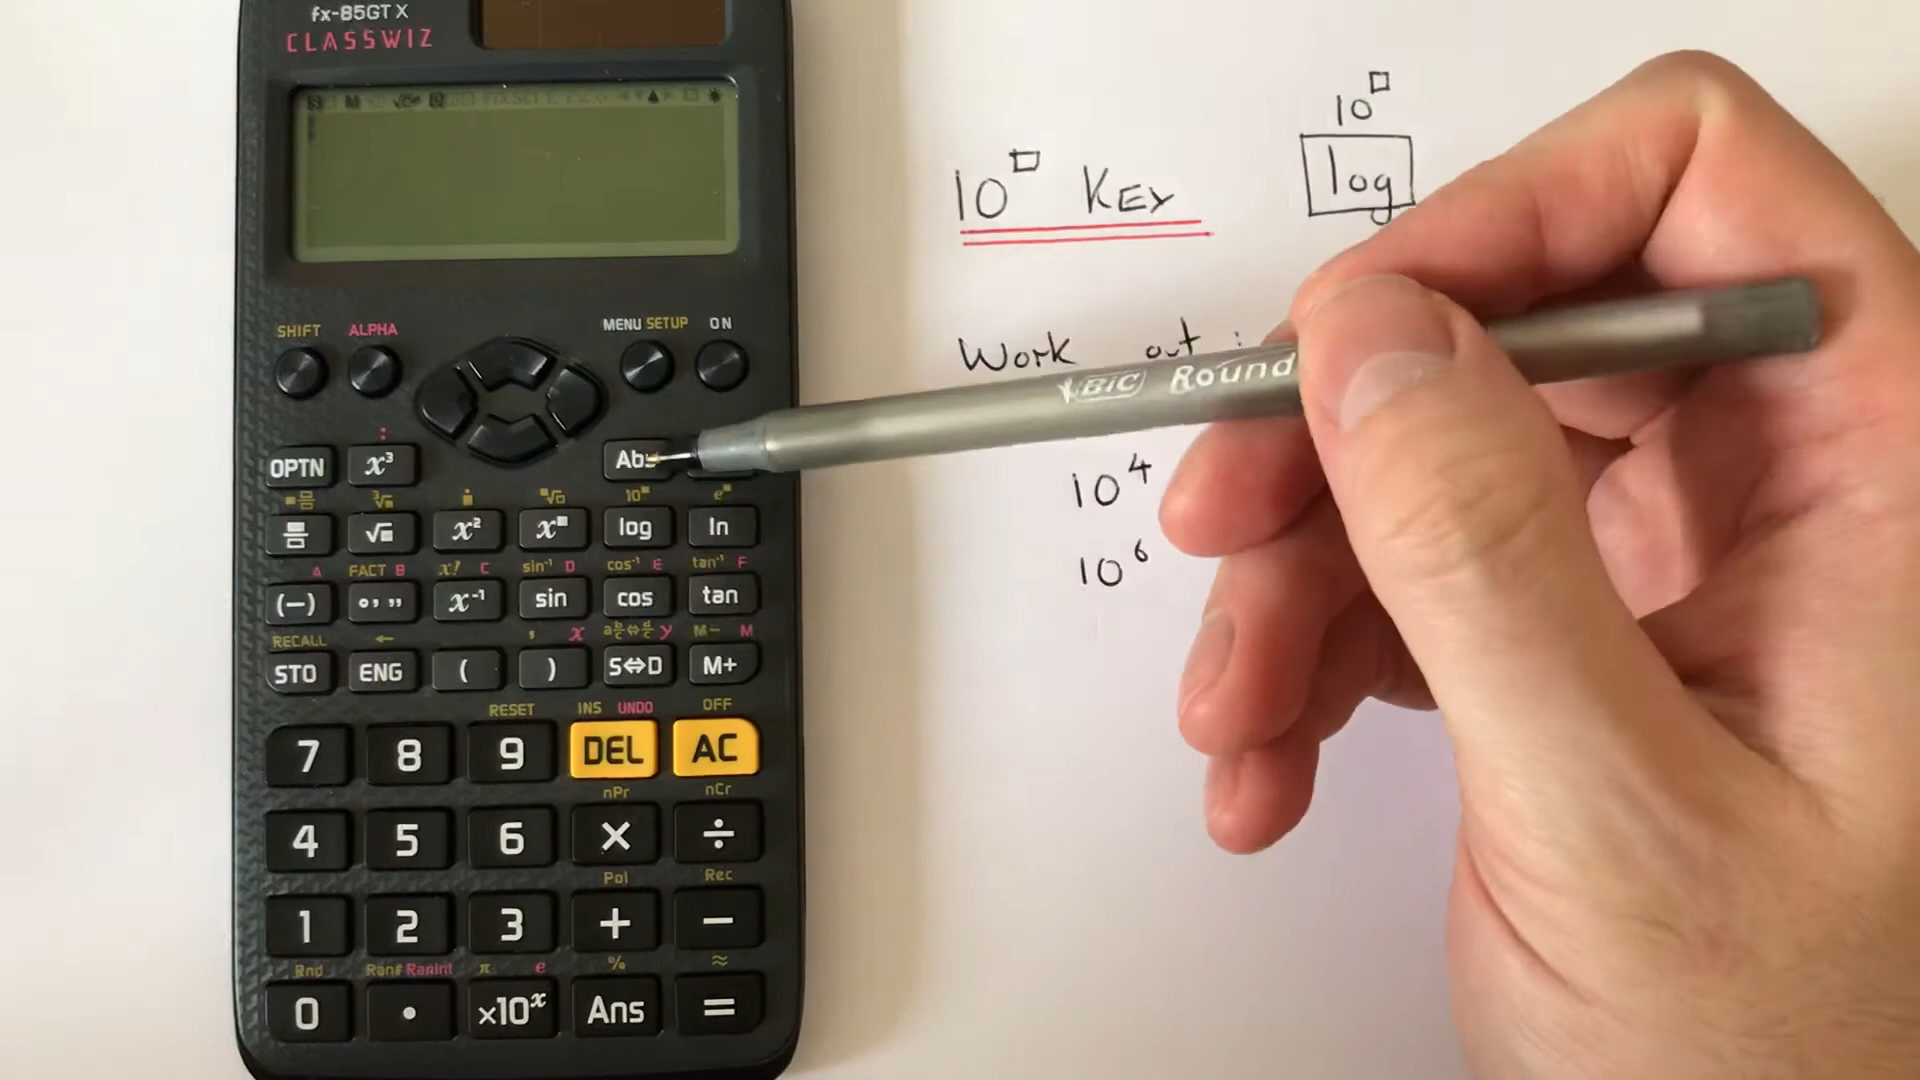 fx-85GT X
CLASSWIZ
SHIFT ALPHA MENU SETUP ON
:
OPTN x³ Abs
³√■ ■√□ 10■ e■
√■ x² x■ log ln
A FACT B x! C sin⁻¹ D cos⁻¹ E tan⁻¹ F
(−) °’ ” x⁻¹ sin cos tan
RECALL ← , x a b/c⇔d/c y M− M
STO ENG ( ) S⇔D M+
RESET INS UNDO OFF
7 8 9 DEL AC
nPr nCr
4 5 6 × ÷
Pol Rec
1 2 3 + −
Rnd Ran# RanInt π e % ≈
0 • ×10ˣ Ans =
10□
10□ KEY
log
Work out :
BIC Round
10⁴
10⁶